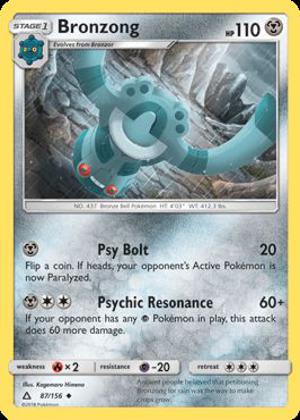 STAGE 1 Bronzong HP 110
Evolves from Bronzor
NO. 437 Bronze Bell Pokémon HT: 4'03" WT: 412.3 lbs.
Psy Bolt 20
Flip a coin. If heads, your opponent's Active Pokémon is
now Paralyzed.
Psychic Resonance 60+
If your opponent has any Pokémon in play, this attack
does 60 more damage.
weakness ×2 resistance -20 retreat
Illus. Kagemaru Himeno
87/156
©2018 Pokémon
Ancient people believed that petitioning
Bronzong for rain was the way to make
crops grow.